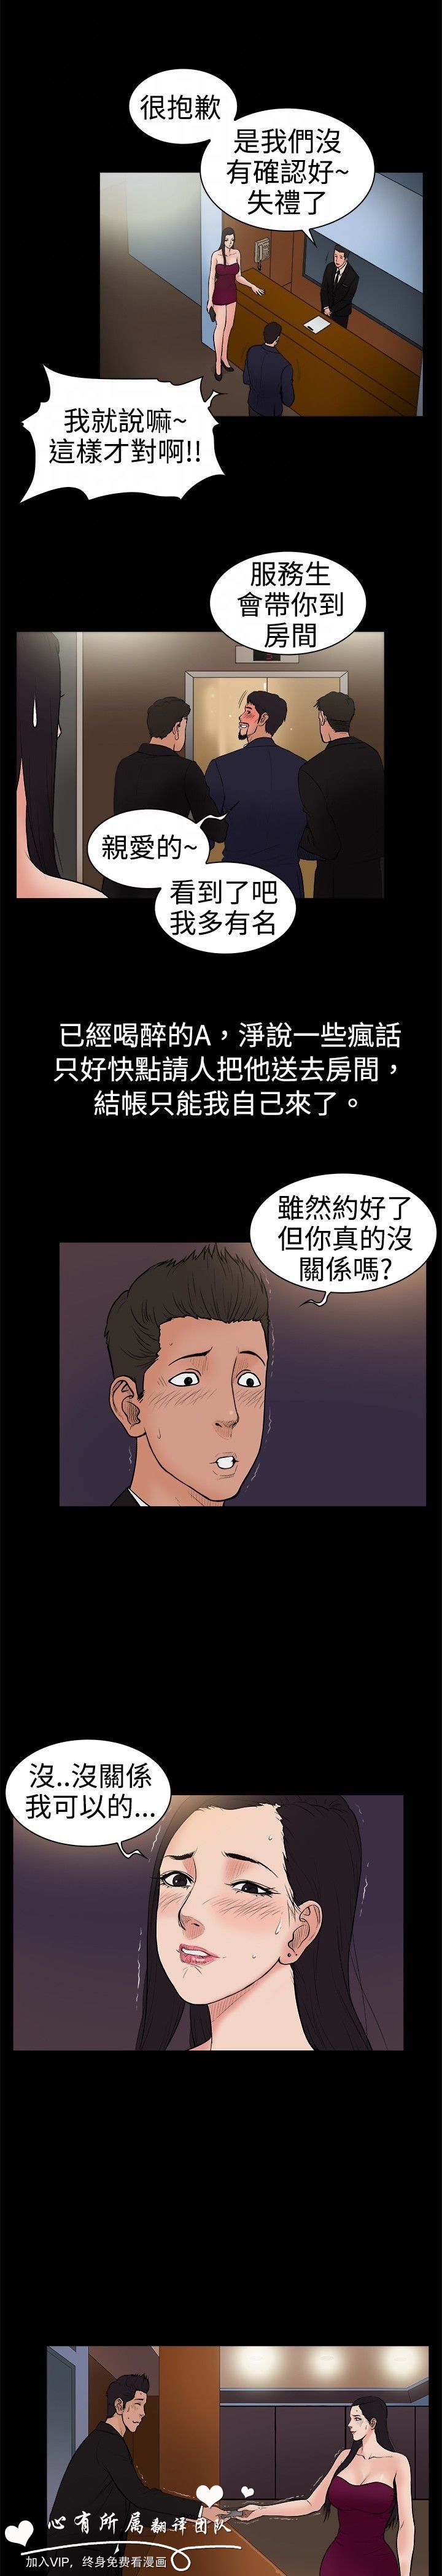 很抱歉
是我們沒
有確認好~
失禮了
我就說嘛~
這樣才對啊!!
服務生
會帶你到
房間
親愛的~
看到了吧
我多有名
已經喝醉的A，淨說一些瘋話
只好快點請人把他送去房間，
結帳只能我自己來了。
雖然約好了
但你真的沒
關係嗎?
沒..沒關係
我可以的...
心有所属翻译团队
加入VIP，终身免费看漫画